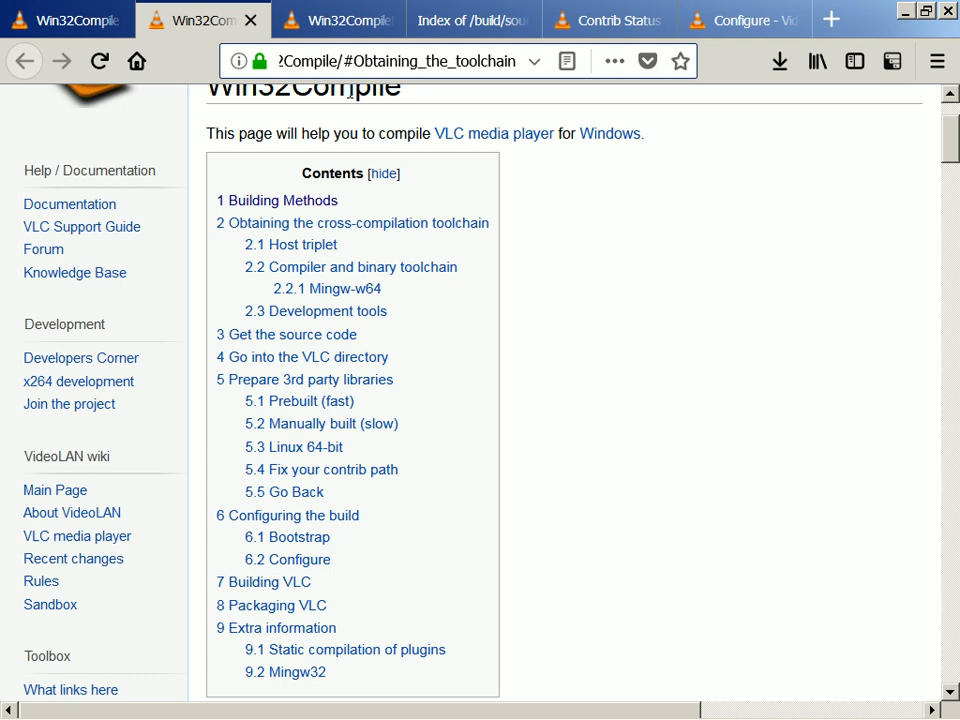 Win32Compile Win32Com Win32Compile Index of /build/sou Contrib Status Configure - Vid
2Compile/#Obtaining_the_toolchain
Win32Compile
This page will help you to compile VLC media player for Windows.
Contents [hide]
1 Building Methods
2 Obtaining the cross-compilation toolchain
2.1 Host triplet
2.2 Compiler and binary toolchain
2.2.1 Mingw-w64
2.3 Development tools
3 Get the source code
4 Go into the VLC directory
5 Prepare 3rd party libraries
5.1 Prebuilt (fast)
5.2 Manually built (slow)
5.3 Linux 64-bit
5.4 Fix your contrib path
5.5 Go Back
6 Configuring the build
6.1 Bootstrap
6.2 Configure
7 Building VLC
8 Packaging VLC
9 Extra information
9.1 Static compilation of plugins
9.2 Mingw32
Help / Documentation
Documentation
VLC Support Guide
Forum
Knowledge Base
Development
Developers Corner
x264 development
Join the project
VideoLAN wiki
Main Page
About VideoLAN
VLC media player
Recent changes
Rules
Sandbox
Toolbox
What links here